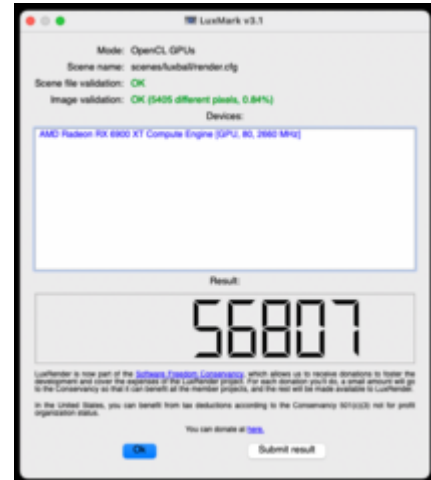 LuxMark v3.1
Mode: OpenCL GPUs
Scene name: scenes/luxball/render.cfg
Scene file validation: OK
Image validation: OK (5405 different pixels, 0.84%)
Devices:
AMD Radeon RX 6900 XT Compute Engine [GPU, 80, 2660 MHz]
Result:
56807
LuxRender is now part of the Software Freedom Conservancy, which allows us to receive donations to foster the
development and cover the expenses of the LuxRender project. For each donation you'll do, a small amount will go
to the Conservancy so that it can benefit all the member projects, and the rest will be made available to LuxRender.
In the United States, you can benefit from tax deductions according to the Conservancy 501(c)(3) not for profit
organization status.
You can donate at here.
Ok
Submit result